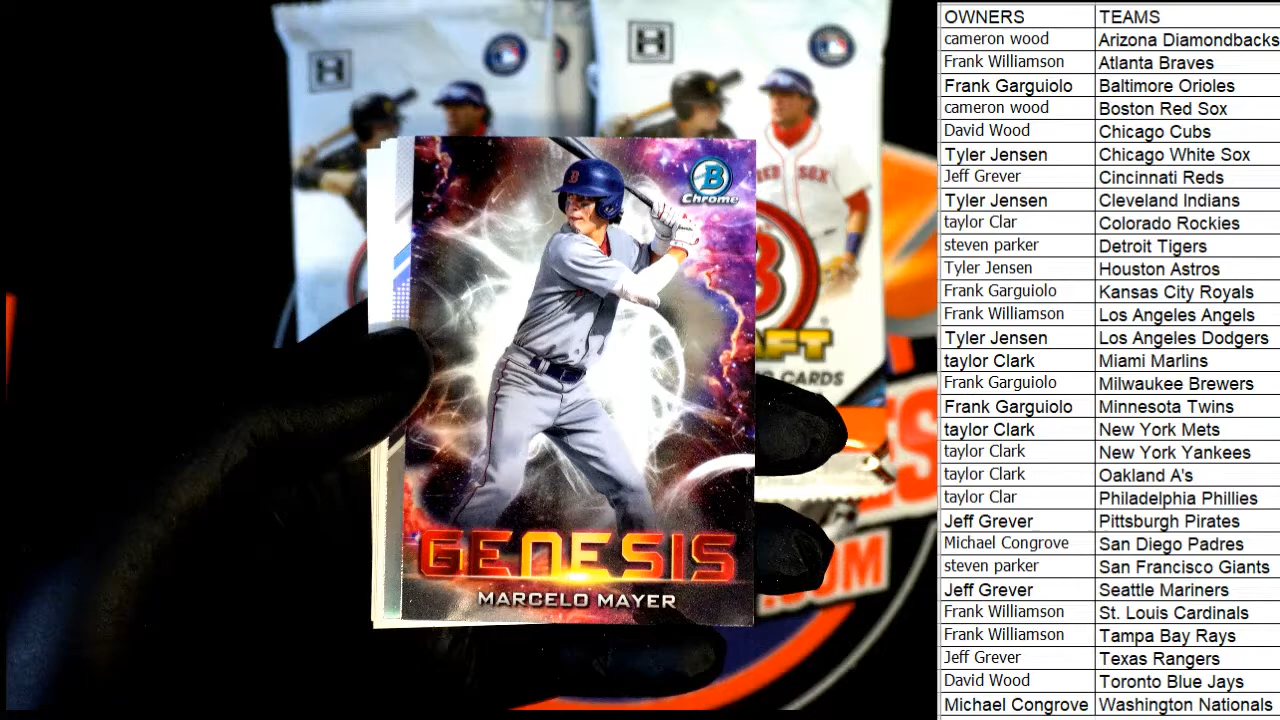 H
H
B
Chrome
B
RED SOX
B
AFT
CARDS
ES
.COM
GENESIS
MARCELO MAYER
OWNERS TEAMS
cameron wood Arizona Diamondbacks
Frank Williamson Atlanta Braves
Frank Garguiolo Baltimore Orioles
cameron wood Boston Red Sox
David Wood Chicago Cubs
Tyler Jensen Chicago White Sox
Jeff Grever Cincinnati Reds
Tyler Jensen Cleveland Indians
taylor Clar Colorado Rockies
steven parker Detroit Tigers
Tyler Jensen Houston Astros
Frank Garguiolo Kansas City Royals
Frank Williamson Los Angeles Angels
Tyler Jensen Los Angeles Dodgers
taylor Clark Miami Marlins
Frank Garguiolo Milwaukee Brewers
Frank Garguiolo Minnesota Twins
taylor Clark New York Mets
taylor Clark New York Yankees
taylor Clark Oakland A's
taylor Clar Philadelphia Phillies
Jeff Grever Pittsburgh Pirates
Michael Congrove San Diego Padres
steven parker San Francisco Giants
Jeff Grever Seattle Mariners
Frank Williamson St. Louis Cardinals
Frank Williamson Tampa Bay Rays
Jeff Grever Texas Rangers
David Wood Toronto Blue Jays
Michael Congrove Washington Nationals